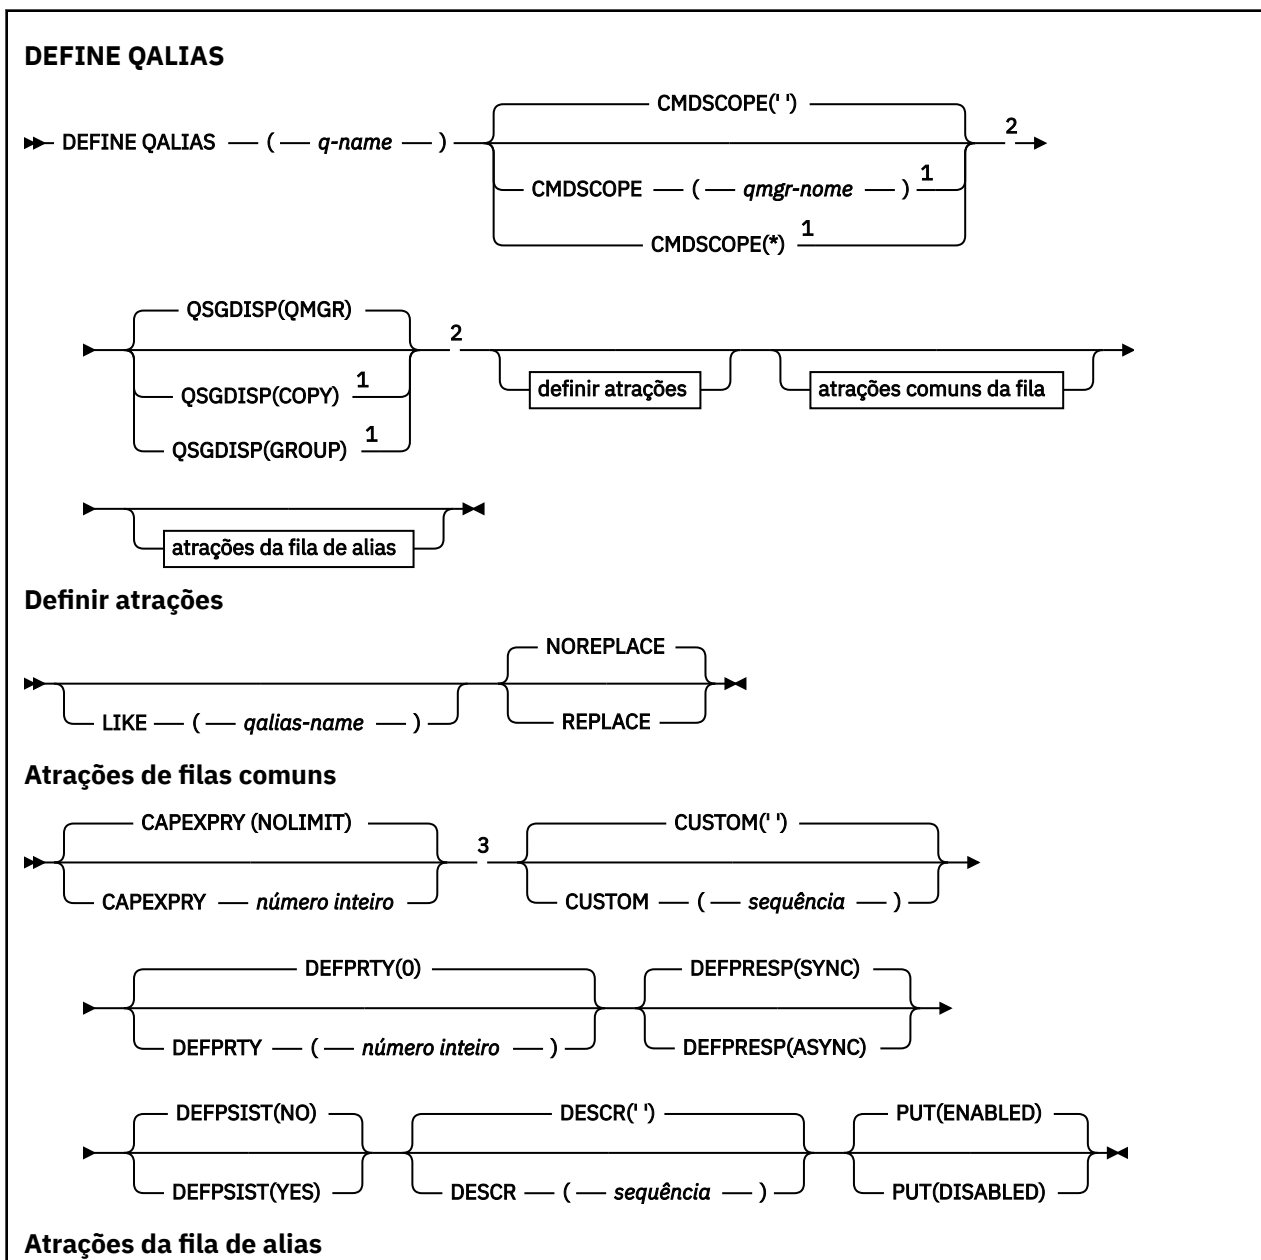 DEFINE QALIAS
CMDSCOPE(' ')
DEFINE QALIAS ( q-name ) 2
CMDSCOPE ( qmgr-nome ) 1
CMDSCOPE(*) 1
QSGDISP(QMGR)
2
QSGDISP(COPY) 1
definir atrações atrações comuns da fila
QSGDISP(GROUP) 1
atrações da fila de alias
Definir atrações
NOREPLACE
LIKE ( qalias-name ) REPLACE
Atrações de filas comuns
CAPEXPRY (NOLIMIT) CUSTOM(' ')
3
CAPEXPRY número inteiro CUSTOM ( sequência )
DEFPRTY(0) DEFPRESP(SYNC)
DEFPRTY ( número inteiro ) DEFPRESP(ASYNC)
DEFPSIST(NO) DESCR(' ') PUT(ENABLED)
DEFPSIST(YES) DESCR ( sequência ) PUT(DISABLED)
Atrações da fila de alias